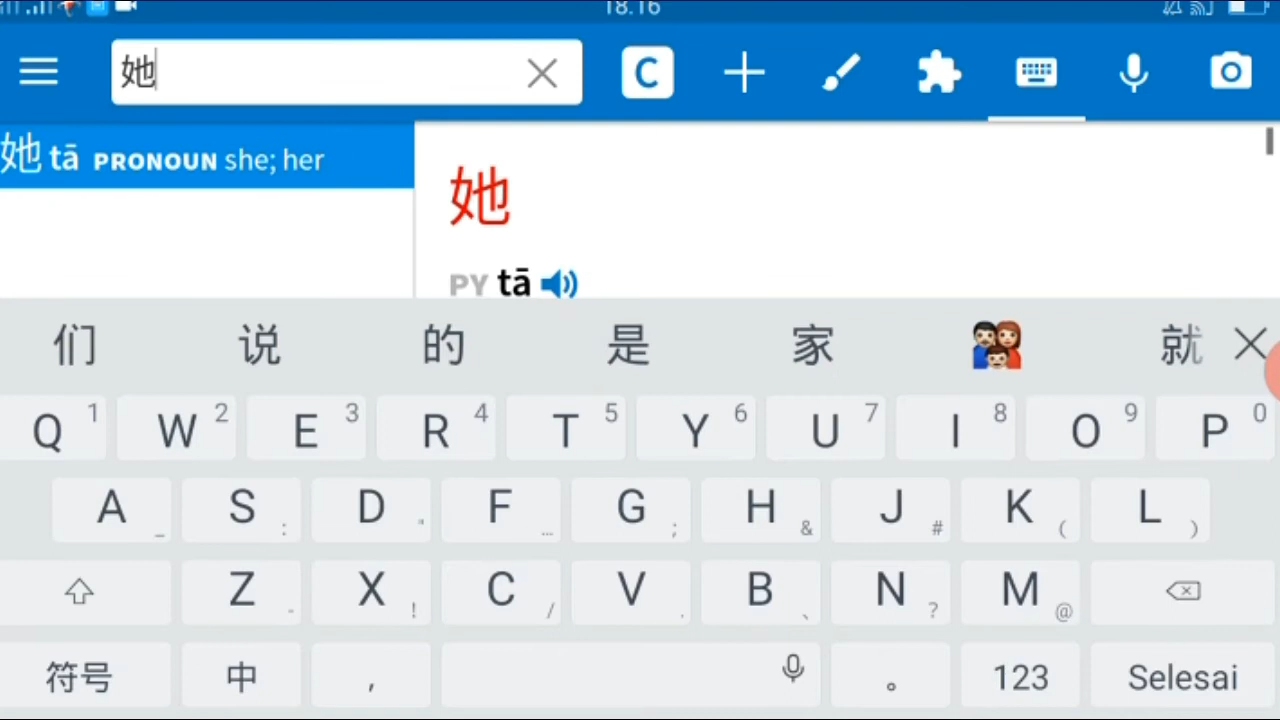 18.16
她
C
她 tā PRONOUN she; her
她
PY tā
们 说 的 是 家 就
Q 1 W 2 E 3 R 4 T 5 Y 6 U 7 I 8 O 9 P 0
A _ S : D " F … G ; H & J # K ( L )
Z - X ! C / V . B 、 N ? M @
符号 中 , 。 123 Selesai